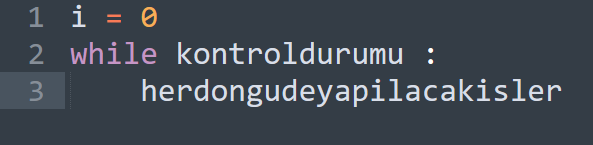 1 i = 0
2 while kontroldurumu :
3     herdongudeyapilacakisler